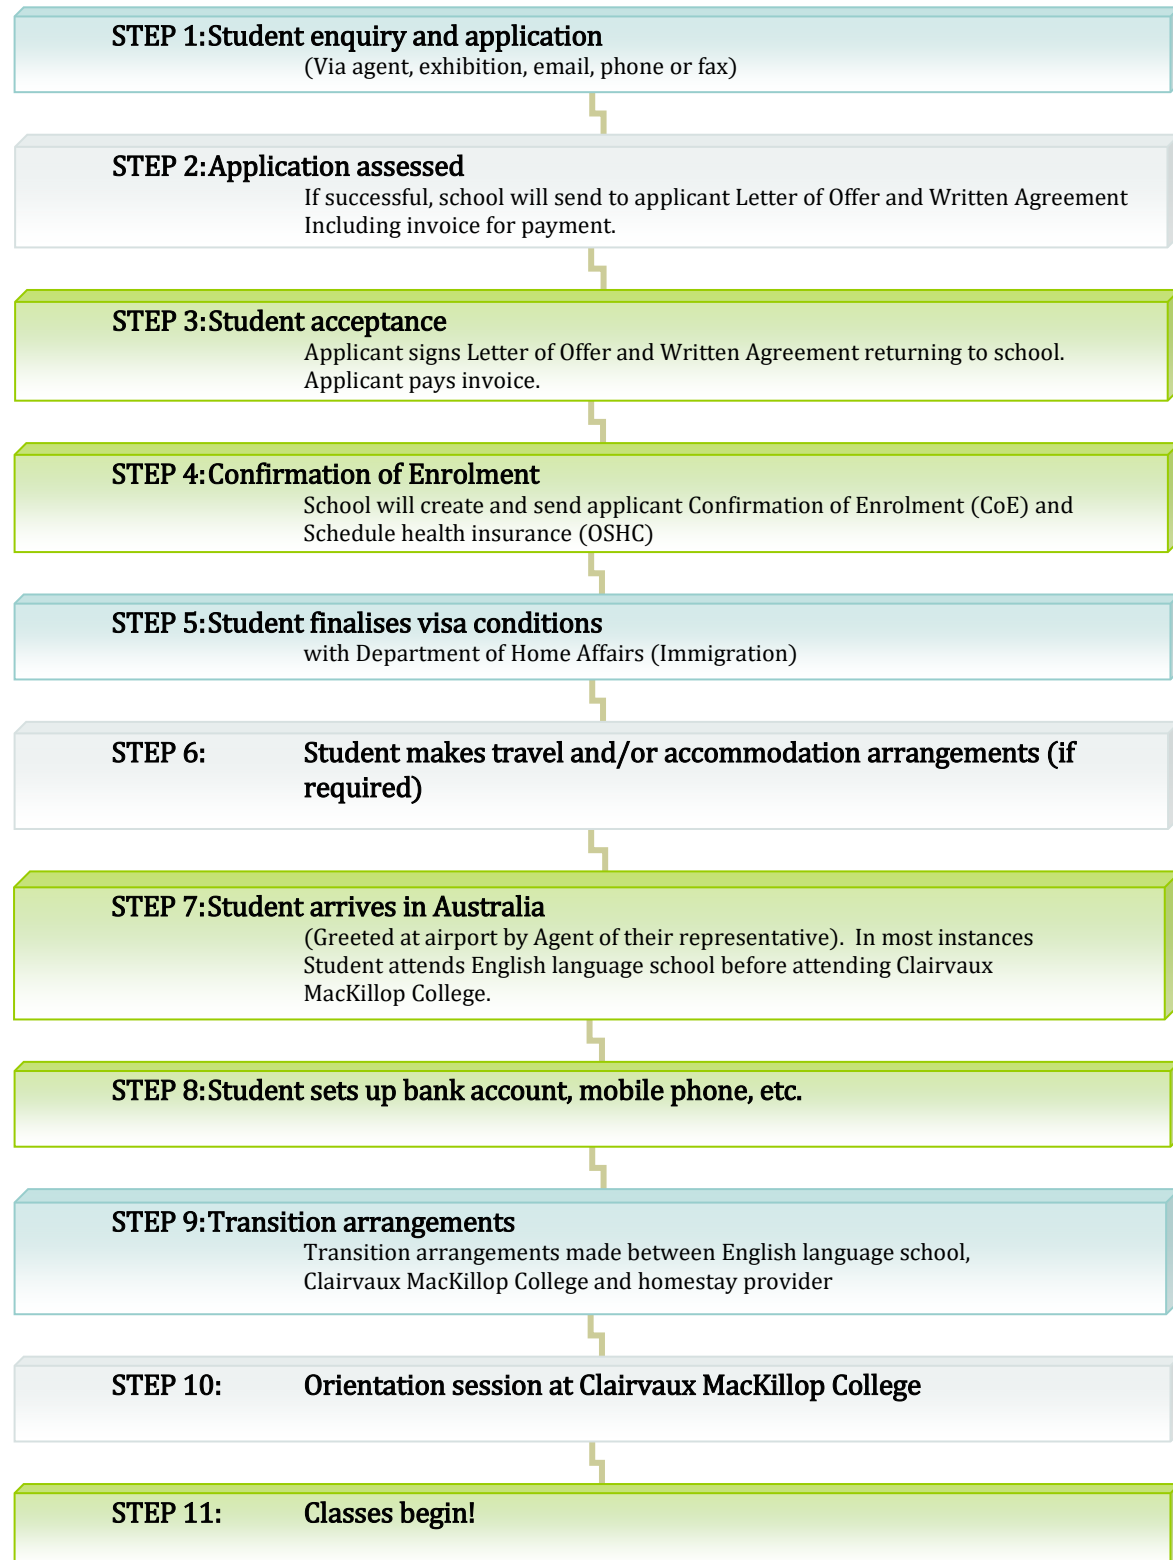 STEP 1: Student enquiry and application
(Via agent, exhibition, email, phone or fax)
STEP 2: Application assessed
If successful, school will send to applicant Letter of Offer and Written Agreement
Including invoice for payment.
STEP 3: Student acceptance
Applicant signs Letter of Offer and Written Agreement returning to school.
Applicant pays invoice.
STEP 4: Confirmation of Enrolment
School will create and send applicant Confirmation of Enrolment (CoE) and
Schedule health insurance (OSHC)
STEP 5: Student finalises visa conditions
with Department of Home Affairs (Immigration)
STEP 6: Student makes travel and/or accommodation arrangements (if
required)
STEP 7: Student arrives in Australia
(Greeted at airport by Agent of their representative). In most instances
Student attends English language school before attending Clairvaux
MacKillop College.
STEP 8: Student sets up bank account, mobile phone, etc.
STEP 9: Transition arrangements
Transition arrangements made between English language school,
Clairvaux MacKillop College and homestay provider
STEP 10: Orientation session at Clairvaux MacKillop College
STEP 11: Classes begin!